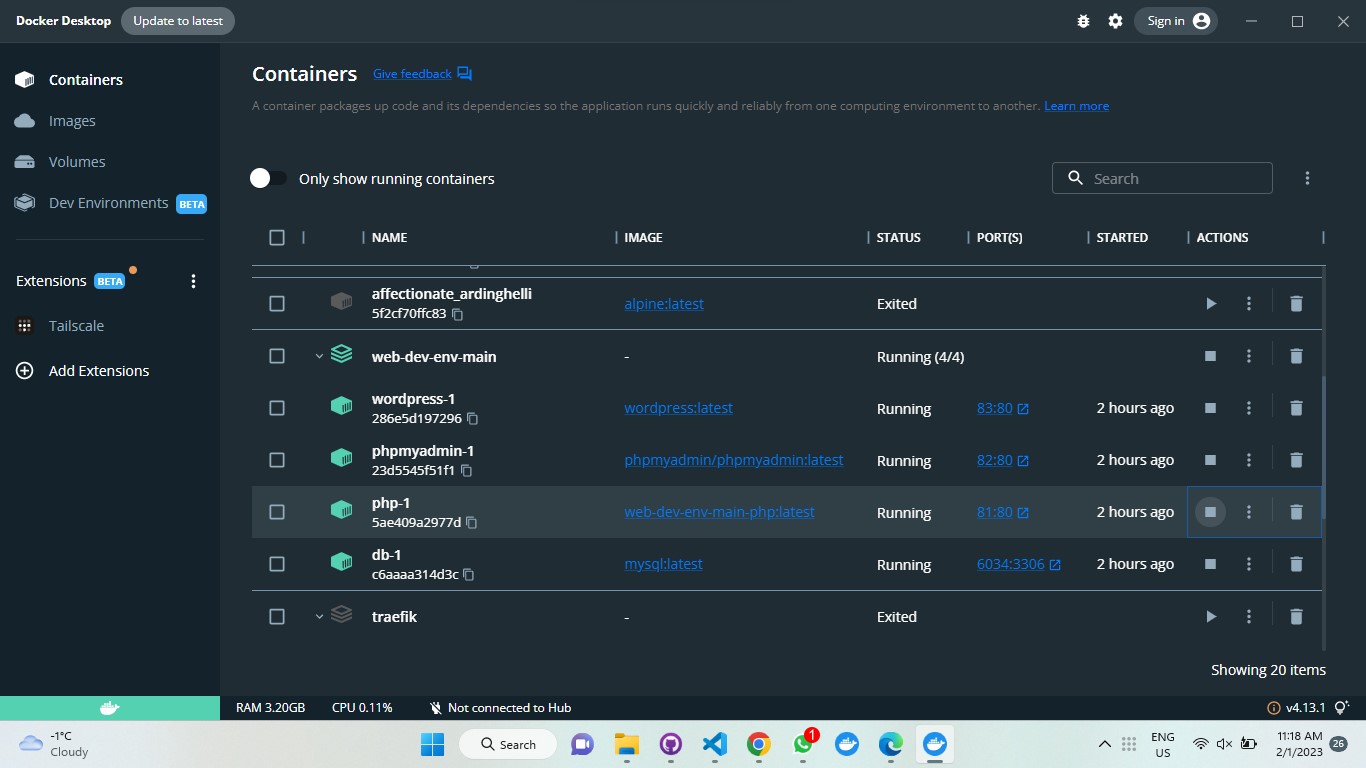 Docker Desktop Update to latest Sign in
Containers
Images
Volumes
Dev Environments BETA
Extensions BETA
Tailscale
Add Extensions
Containers Give feedback
A container packages up code and its dependencies so the application runs quickly and reliably from one computing environment to another. Learn more
Only show running containers Search
NAME IMAGE STATUS PORT(S) STARTED ACTIONS
affectionate_ardinghelli
5f2cf70ffc83 alpine:latest Exited
web-dev-env-main - Running (4/4)
wordpress-1
286e5d197296 wordpress:latest Running 83:80 2 hours ago
phpmyadmin-1
23d5545f51f1 phpmyadmin/phpmyadmin:latest Running 82:80 2 hours ago
php-1
5ae409a2977d web-dev-env-main-php:latest Running 81:80 2 hours ago
db-1
c6aaaa314d3c mysql:latest Running 6034:3306 2 hours ago
traefik - Exited
Showing 20 items
RAM 3.20GB CPU 0.11% Not connected to Hub v4.13.1
-1°C
Cloudy
Search
1
ENG
US
11:18 AM
2/1/2023
26